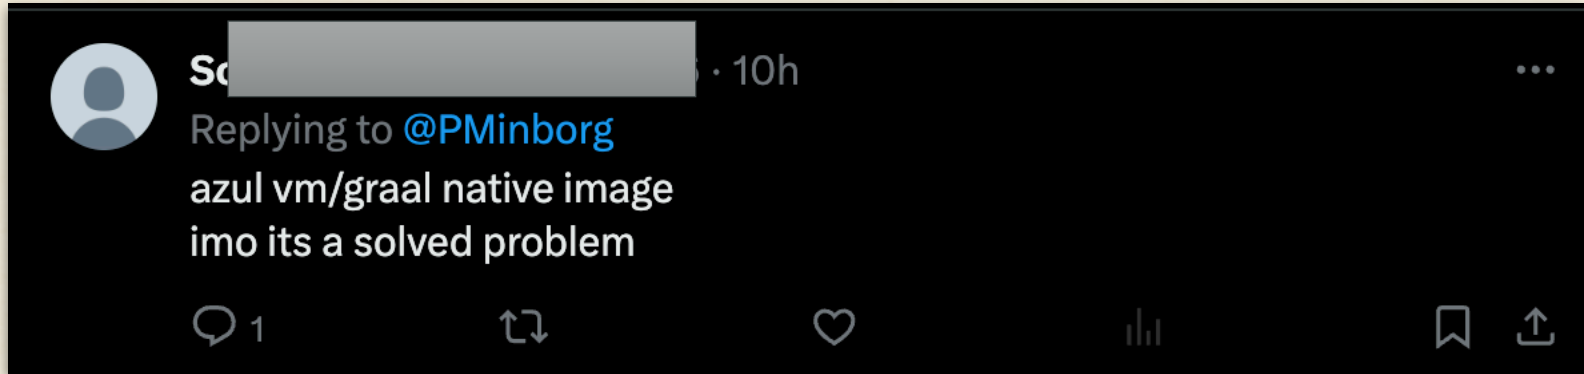 · 10h
Replying to @PMinborg
azul vm/graal native image
imo its a solved problem
1